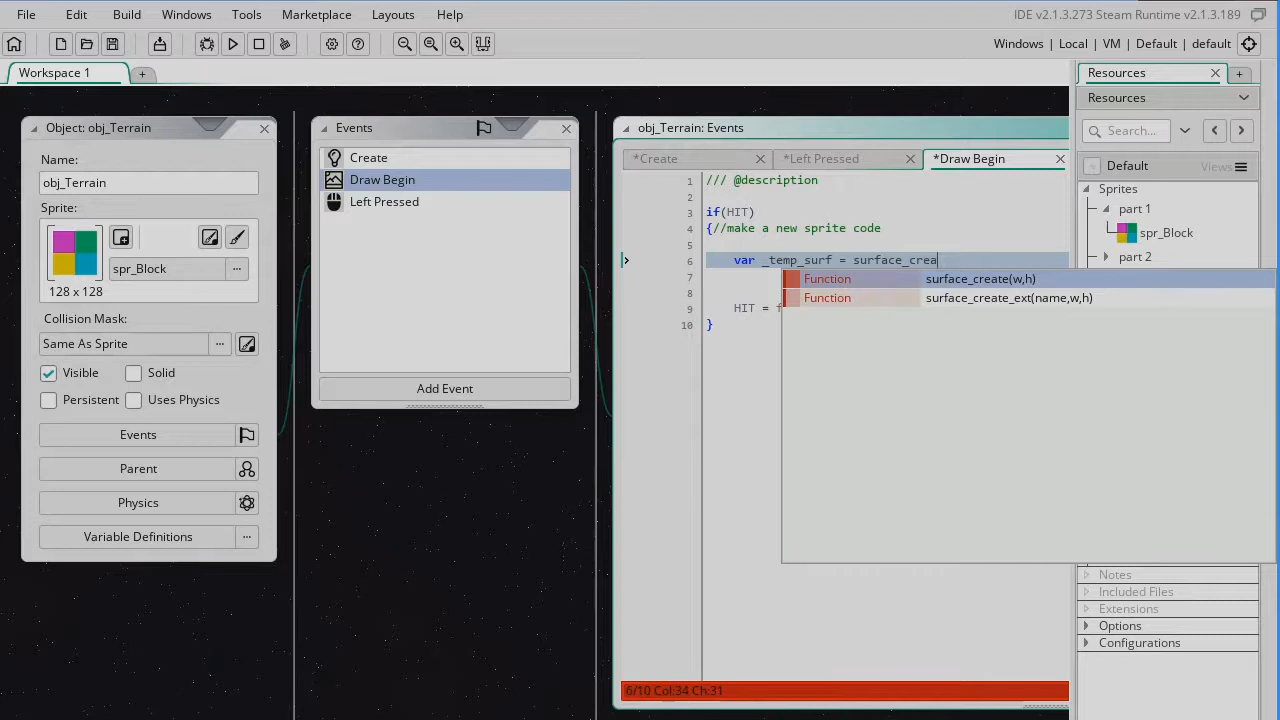 File Edit Build Windows Tools Marketplace Layouts Help IDE v2.1.3.273 Steam Runtime v2.1.3.189
Windows | Local | VM | Default | default
Workspace 1
Resources
Resources
Search...
Default Views
Sprites
part 1
spr_Block
part 2
Notes
Included Files
Extensions
Options
Configurations
Object: obj_Terrain
Name:
obj_Terrain
Sprite:
spr_Block
128 x 128
Collision Mask:
Same As Sprite
Visible Solid
Persistent Uses Physics
Events
Parent
Physics
Variable Definitions
Events
Create
Draw Begin
Left Pressed
Add Event
obj_Terrain: Events
*Create *Left Pressed *Draw Begin
1 /// @description
2
3 if(HIT)
4 {//make a new sprite code
5
6 var _temp_surf = surface_crea
7
8
9 HIT = f
10 }
Function surface_create(w,h)
Function surface_create_ext(name,w,h)
6/10 Col:34 Ch:31